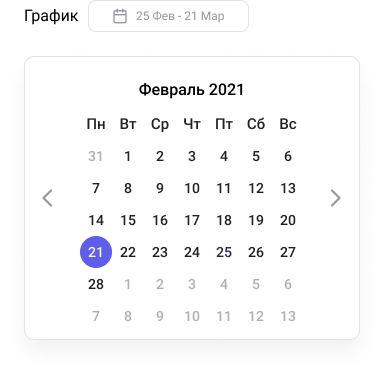 График 25 Фев - 21 Мар
Февраль 2021
Пн Вт Ср Чт Пт Сб Вс
31 1 2 3 4 5 6
7 8 9 10 11 12 13
14 15 16 17 18 19 20
21 22 23 24 25 26 27
28 1 2 3 4 5 6
7 8 9 10 11 12 13